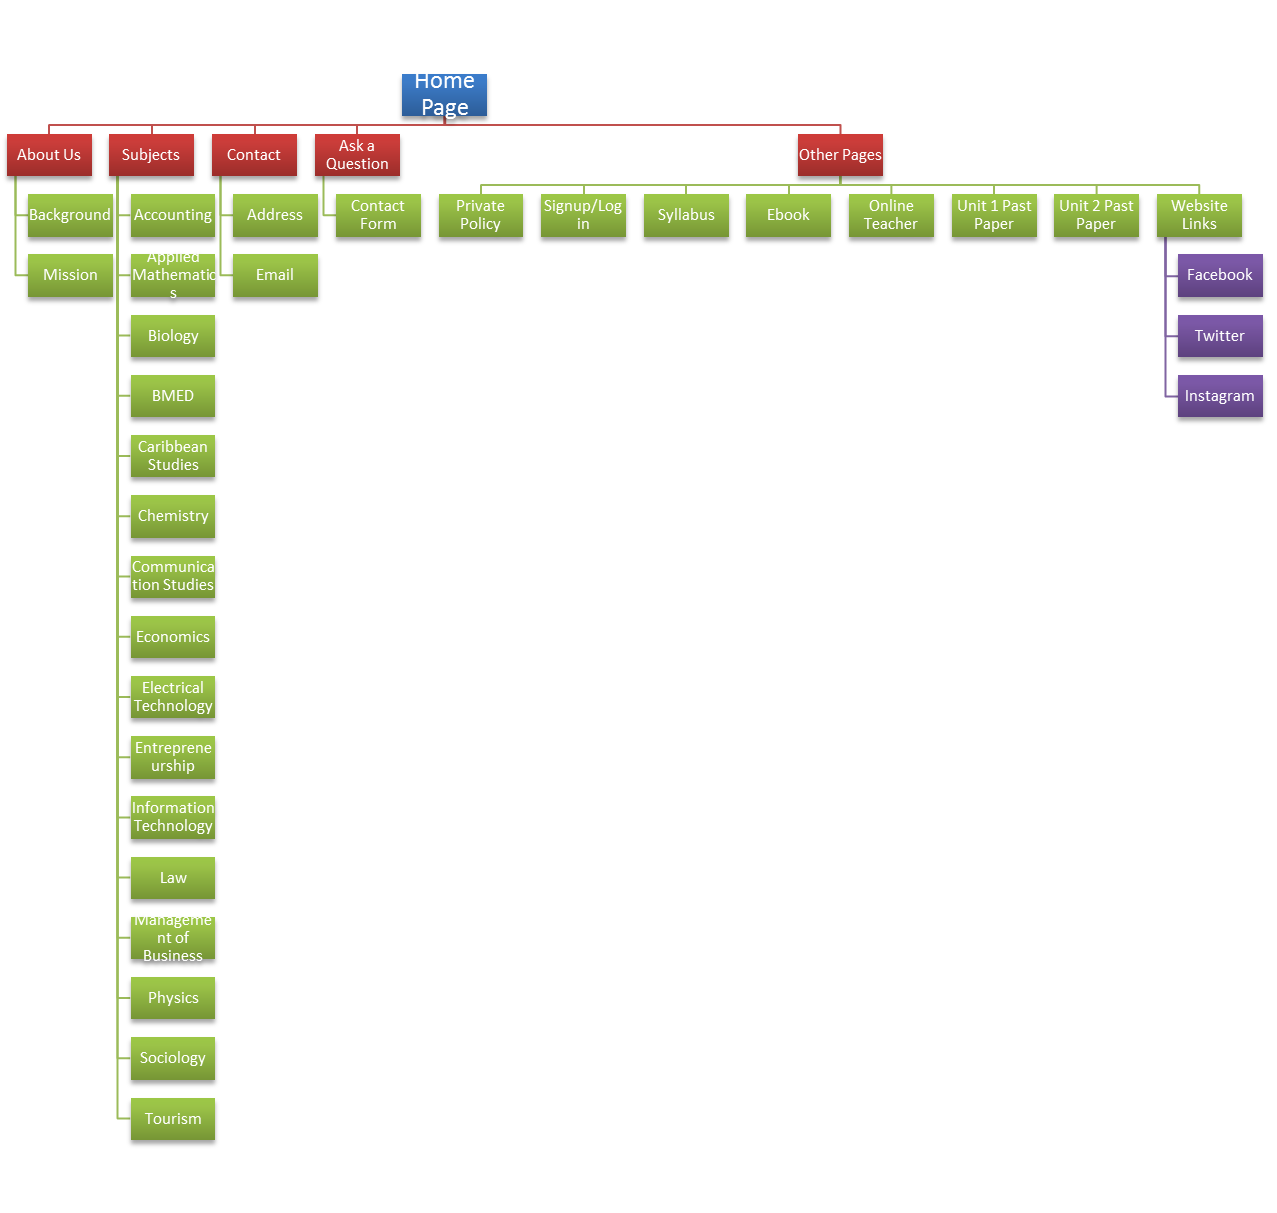 Home
Page
About Us
Subjects
Contact
Ask a
Question
Other Pages
Background
Accounting
Address
Contact
Form
Private
Policy
Signup/Log
in
Syllabus
Ebook
Online
Teacher
Unit 1 Past
Paper
Unit 2 Past
Paper
Website
Links
Mission
Applied
Mathematic
s
Email
Facebook
Biology
Twitter
BMED
Instagram
Caribbean
Studies
Chemistry
Communica
tion Studies
Economics
Electrical
Technology
Entreprene
urship
Information
Technology
Law
Manageme
nt of
Business
Physics
Sociology
Tourism